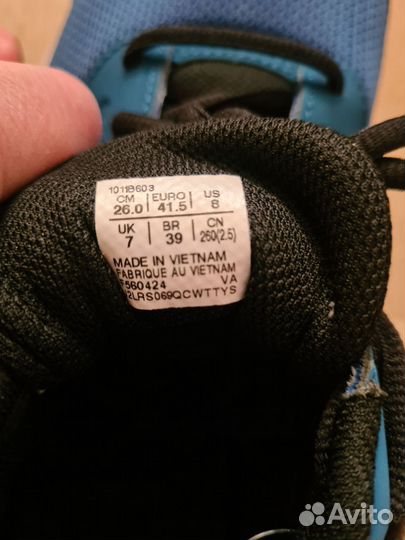 1011B603
CM EURO US
26.0 41.5 8
UK BR CN
7 39 260(2.5)
MADE IN VIETNAM
FABRIQUE AU VIETNAM
560424 VA
2LRS069QCWTTYS
Avito